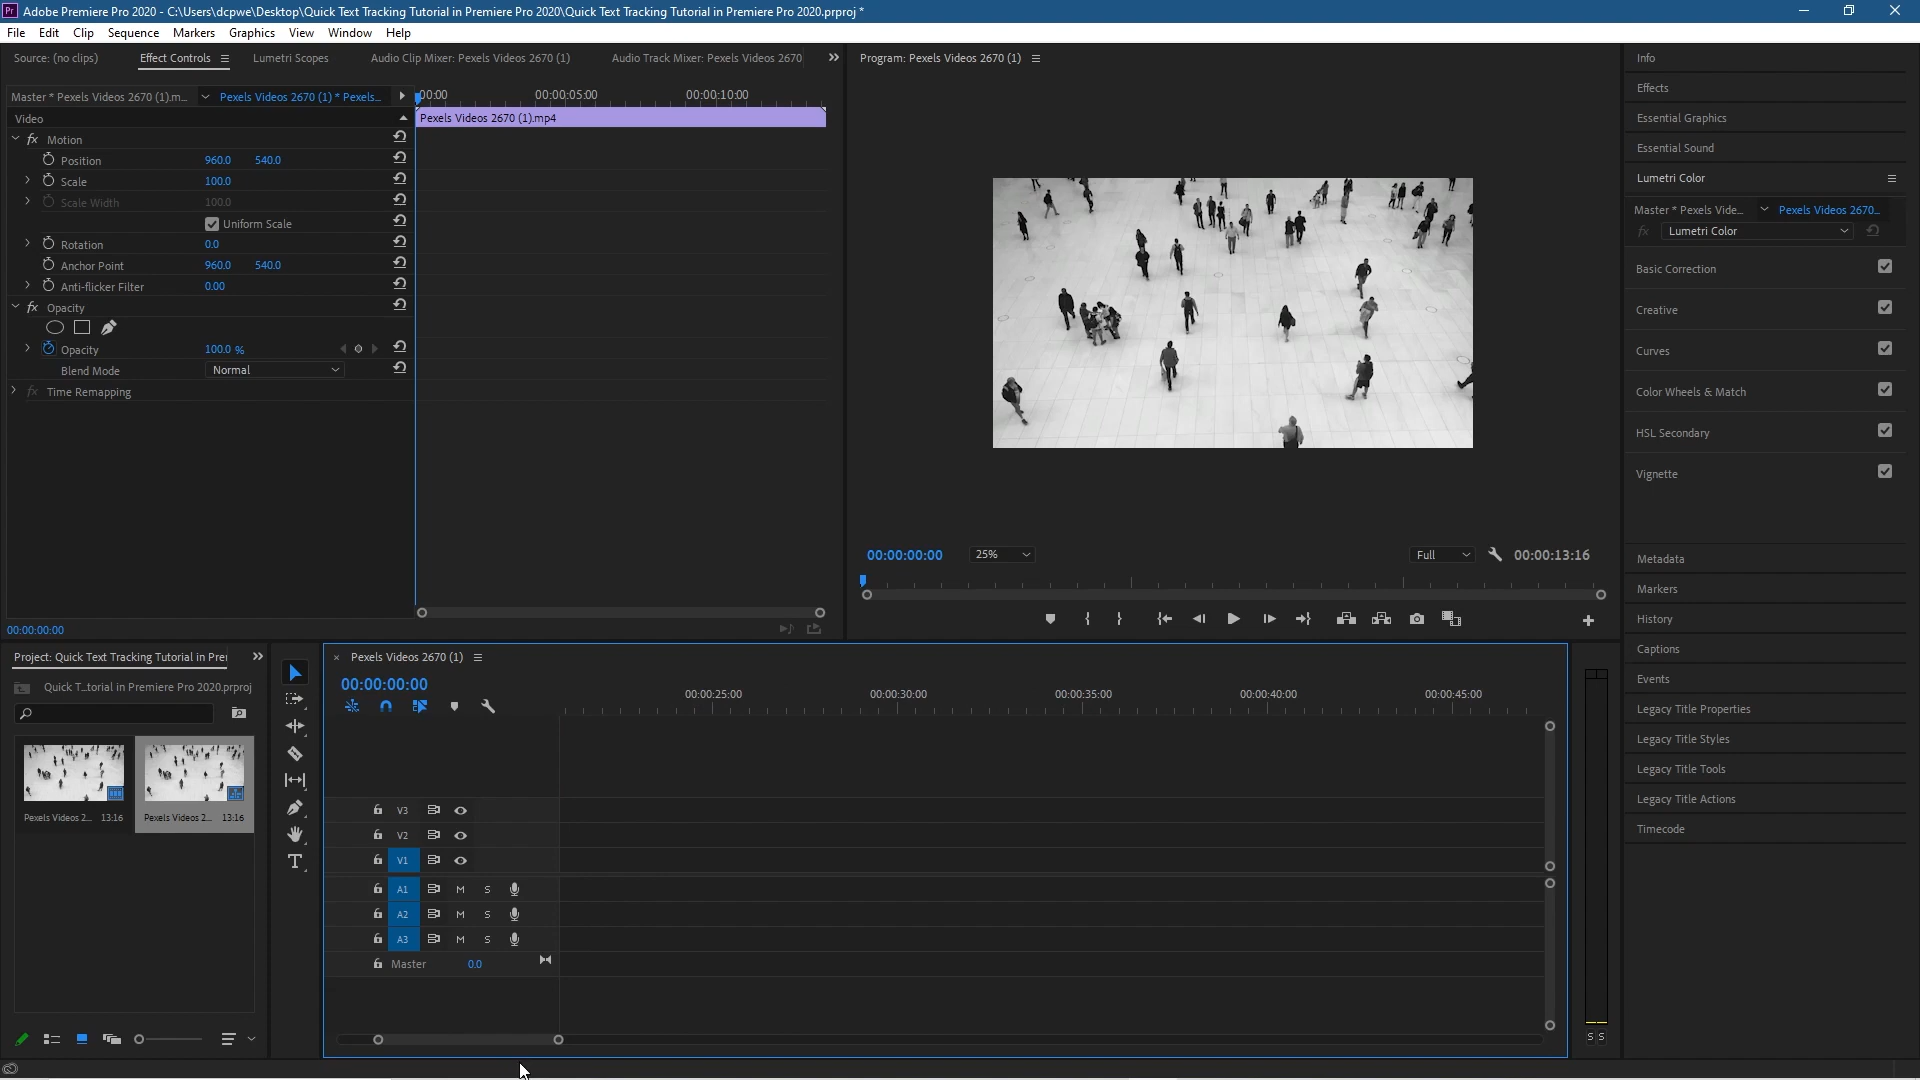 Adobe Premiere Pro 2020 - C:\Users\dcpwe\Desktop\Quick Text Tracking Tutorial in Premiere Pro 2020\Quick Text Tracking Tutorial in Premiere Pro 2020.prproj *
File Edit Clip Sequence Markers Graphics View Window Help
Source: (no clips) Effect Controls Lumetri Scopes Audio Clip Mixer: Pexels Videos 2670 (1) Audio Track Mixer: Pexels Videos 2670
Master * Pexels Videos 2670 (1).m... Pexels Videos 2670 (1) * Pexels...
:00:00 00:00:05:00 00:00:10:00
Video
Pexels Videos 2670 (1).mp4
fx Motion
Position 960.0 540.0
Scale 100.0
Scale Width 100.0
Uniform Scale
Rotation 0.0
Anchor Point 960.0 540.0
Anti-flicker Filter 0.00
fx Opacity
Opacity 100.0 %
Blend Mode Normal
fx Time Remapping
00:00:00:00
Program: Pexels Videos 2670 (1)
00:00:00:00 25% Full 00:00:13:16
Info
Effects
Essential Graphics
Essential Sound
Lumetri Color
Master * Pexels Vide... Pexels Videos 2670...
fx Lumetri Color
Basic Correction
Creative
Curves
Color Wheels & Match
HSL Secondary
Vignette
Metadata
Markers
History
Captions
Events
Legacy Title Properties
Legacy Title Styles
Legacy Title Tools
Legacy Title Actions
Timecode
Project: Quick Text Tracking Tutorial in Pre
Quick T...torial in Premiere Pro 2020.prproj
Pexels Videos 2... 13:16 Pexels Videos 2... 13:16
Pexels Videos 2670 (1)
00:00:00:00
00:00:25:00 00:00:30:00 00:00:35:00 00:00:40:00 00:00:45:00
V3
V2
V1
A1 M S
A2 M S
A3 M S
Master 0.0
S S